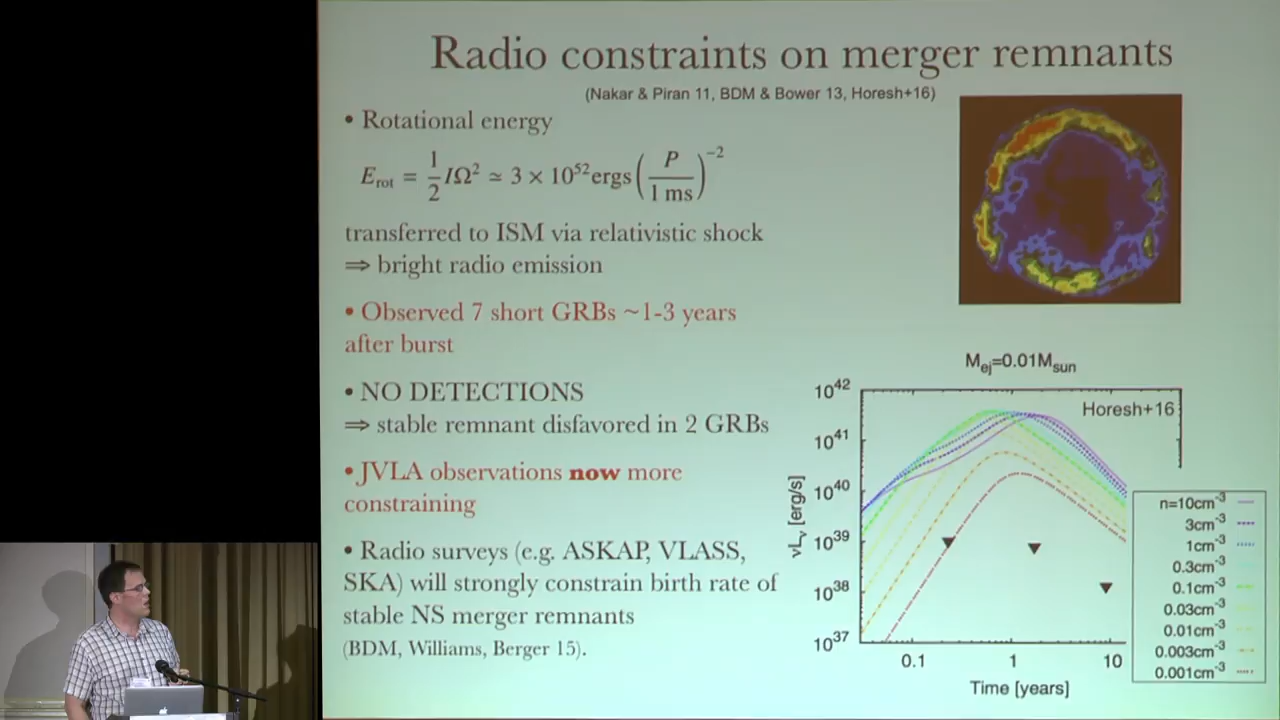 Radio constraints on merger remnants
(Nakar & Piran 11, BDM & Bower 13, Horesh+16)
• Rotational energy
E_rot = 1/2 IΩ² ≃ 3 × 10⁵² ergs (P / 1 ms)⁻²
transferred to ISM via relativistic shock
⇒ bright radio emission
• Observed 7 short GRBs ~1-3 years
after burst
• NO DETECTIONS
⇒ stable remnant disfavored in 2 GRBs
• JVLA observations now more
constraining
• Radio surveys (e.g. ASKAP, VLASS,
SKA) will strongly constrain birth rate of
stable NS merger remnants
(BDM, Williams, Berger 15).
M_ej=0.01M_sun
Horesh+16
νL_ν [erg/s]
10⁴²
10⁴¹
10⁴⁰
10³⁹
10³⁸
10³⁷
0.1 1 10
Time [years]
n=10cm⁻³
3cm⁻³
1cm⁻³
0.3cm⁻³
0.1cm⁻³
0.03cm⁻³
0.01cm⁻³
0.003cm⁻³
0.001cm⁻³